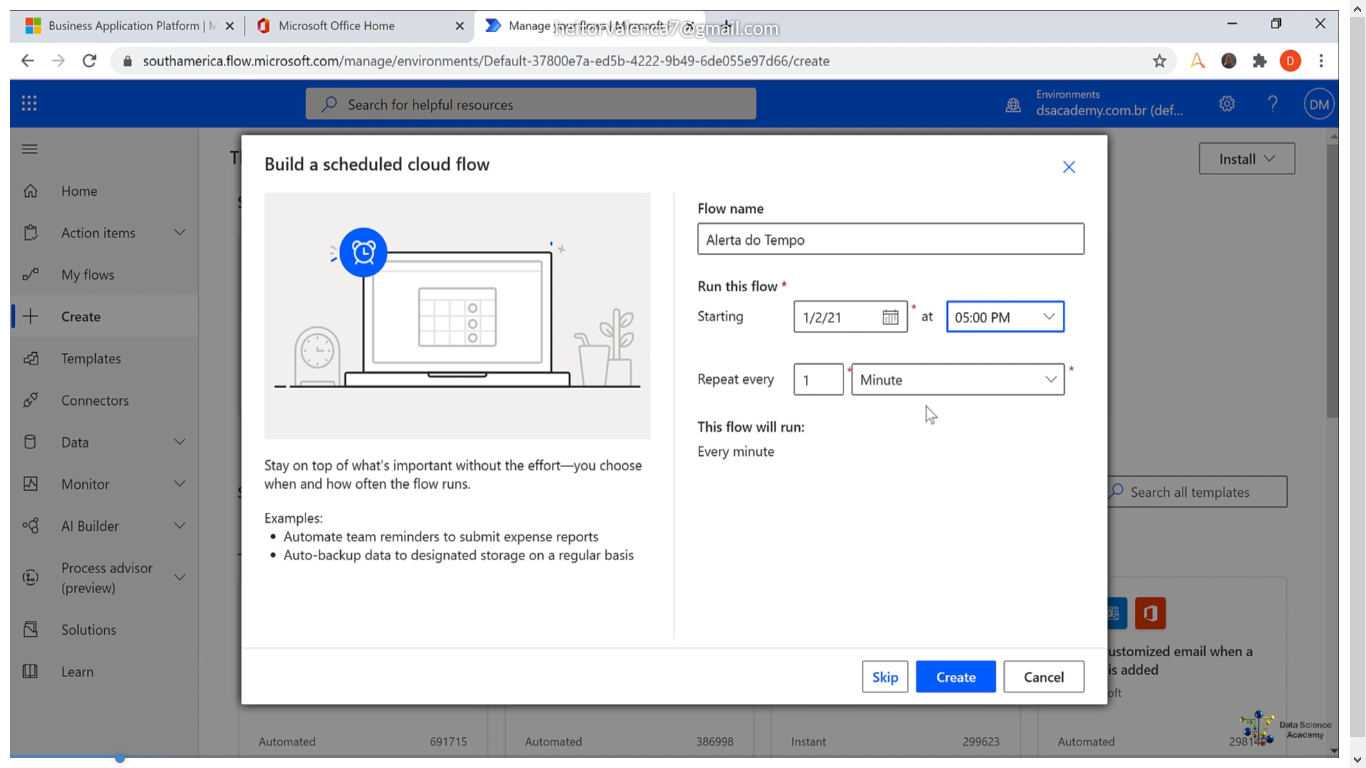 Business Application Platform | M
Microsoft Office Home
Manage your flows | Microsoft
heitorvalenca7@gmail.com
southamerica.flow.microsoft.com/manage/environments/Default-37800e7a-ed5b-4222-9b49-6de055e97d66/create
D
Search for helpful resources
Environments
dsacademy.com.br (def...
?
DM
Home
Action items
My flows
Create
Templates
Connectors
Data
Monitor
AI Builder
Process advisor
(preview)
Solutions
Learn
Install
Build a scheduled cloud flow
Stay on top of what's important without the effort—you choose
when and how often the flow runs.
Examples:
• Automate team reminders to submit expense reports
• Auto-backup data to designated storage on a regular basis
Flow name
Alerta do Tempo
Run this flow *
Starting 1/2/21 * at 05:00 PM
Repeat every 1 * Minute *
This flow will run:
Every minute
Skip Create Cancel
Search all templates
ustomized email when a
is added
oft
Automated 691715
Automated 386998
Instant 299623
Automated
Data Science
Academy